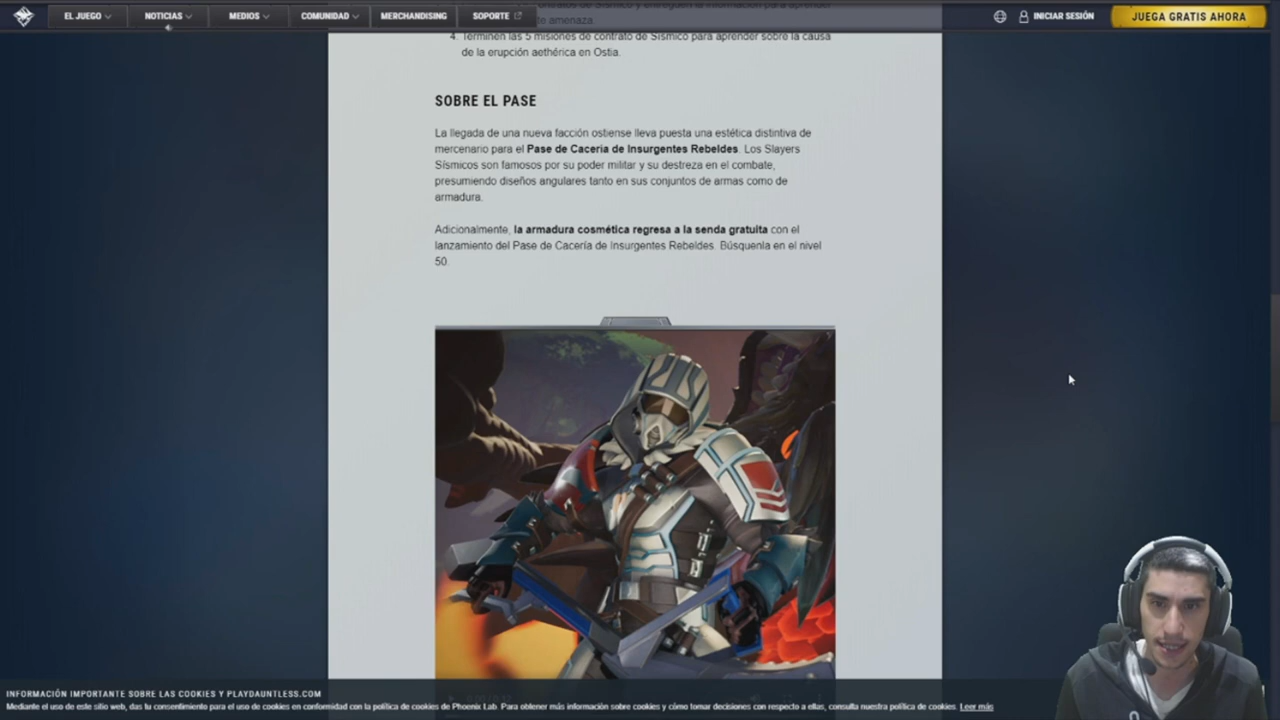 EL JUEGO
NOTICIAS
MEDIOS
COMUNIDAD
MERCHANDISING
SOPORTE
INICIAR SESIÓN
JUEGA GRATIS AHORA
te amenaza.
4. Terminen las 5 misiones de contrato de Sísmico para aprender sobre la causa
de la erupción aethérica en Ostia.
SOBRE EL PASE
La llegada de una nueva facción ostiense lleva puesta una estética distintiva de
mercenario para el Pase de Cacería de Insurgentes Rebeldes. Los Slayers
Sísmicos son famosos por su poder militar y su destreza en el combate,
presumiendo diseños angulares tanto en sus conjuntos de armas como de
armadura.
Adicionalmente, la armadura cosmética regresa a la senda gratuita con el
lanzamiento del Pase de Cacería de Insurgentes Rebeldes. Búsquenla en el nivel
50.
INFORMACIÓN IMPORTANTE SOBRE LAS COOKIES Y PLAYDAUNTLESS.COM
Mediante el uso de este sitio web, das tu consentimiento para el uso de cookies en conformidad con la política de cookies de Phoenix Lab. Para obtener más información sobre cookies y cómo tomar decisiones con respecto a ellas, consulta nuestra política de cookies. Leer más